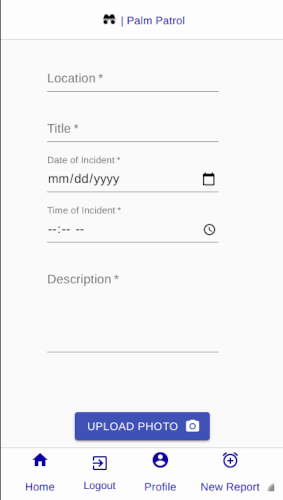 | Palm Patrol
Location *
Title *
Date of Incident *
mm/dd/yyyy
Time of Incident *
--:-- --
Description *
UPLOAD PHOTO
Home
Logout
Profile
New Report